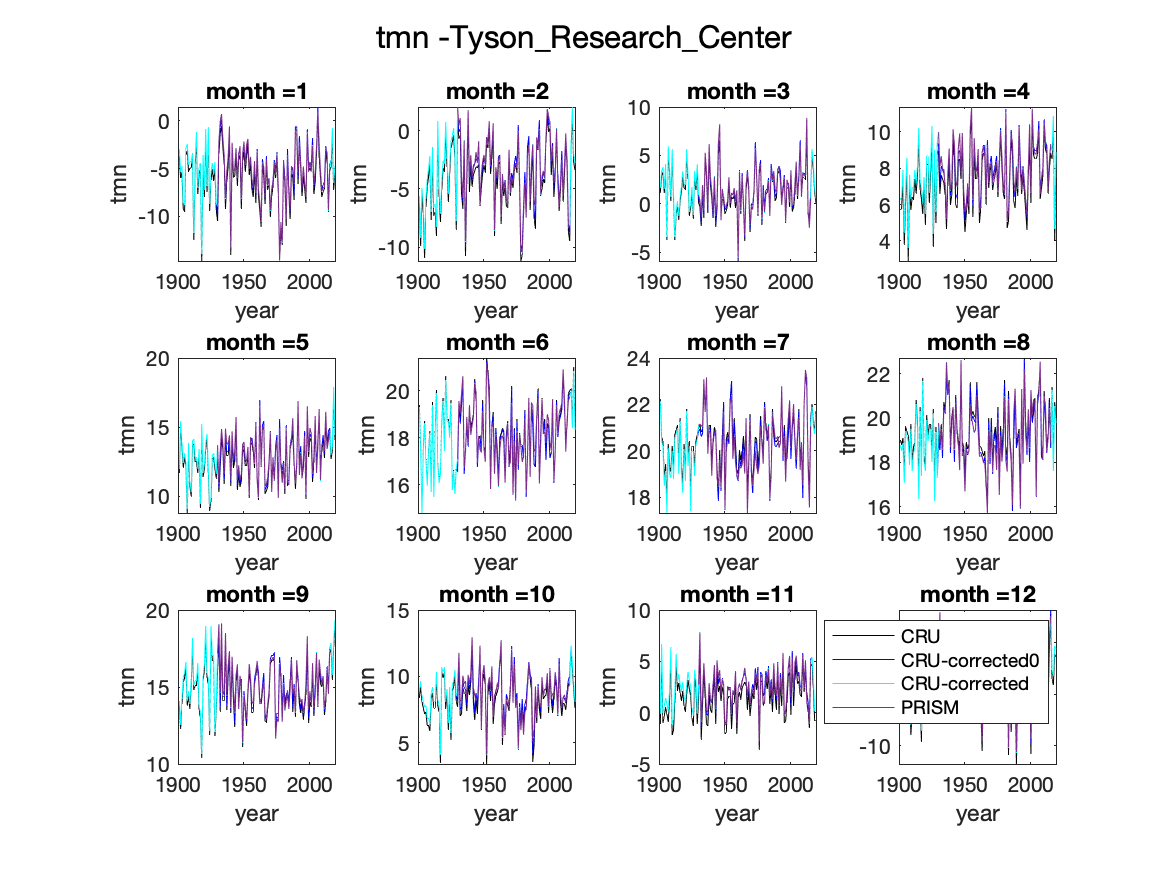 tmn -Tyson_Research_Center
month =1
0
-5
-10
tmn
1900 1950 2000
year
month =2
0
-5
-10
tmn
1900 1950 2000
year
month =3
10
5
0
-5
tmn
1900 1950 2000
year
month =4
10
8
6
4
tmn
1900 1950 2000
year
month =5
20
15
10
tmn
1900 1950 2000
year
month =6
20
18
16
tmn
1900 1950 2000
year
month =7
24
22
20
18
tmn
1900 1950 2000
year
month =8
22
20
18
16
tmn
1900 1950 2000
year
month =9
20
15
10
tmn
1900 1950 2000
year
month =10
15
10
5
tmn
1900 1950 2000
year
month =11
10
5
0
-5
tmn
1900 1950 2000
year
month =12
CRU
CRU-corrected0
CRU-corrected
PRISM
-10
1900 1950 2000
year